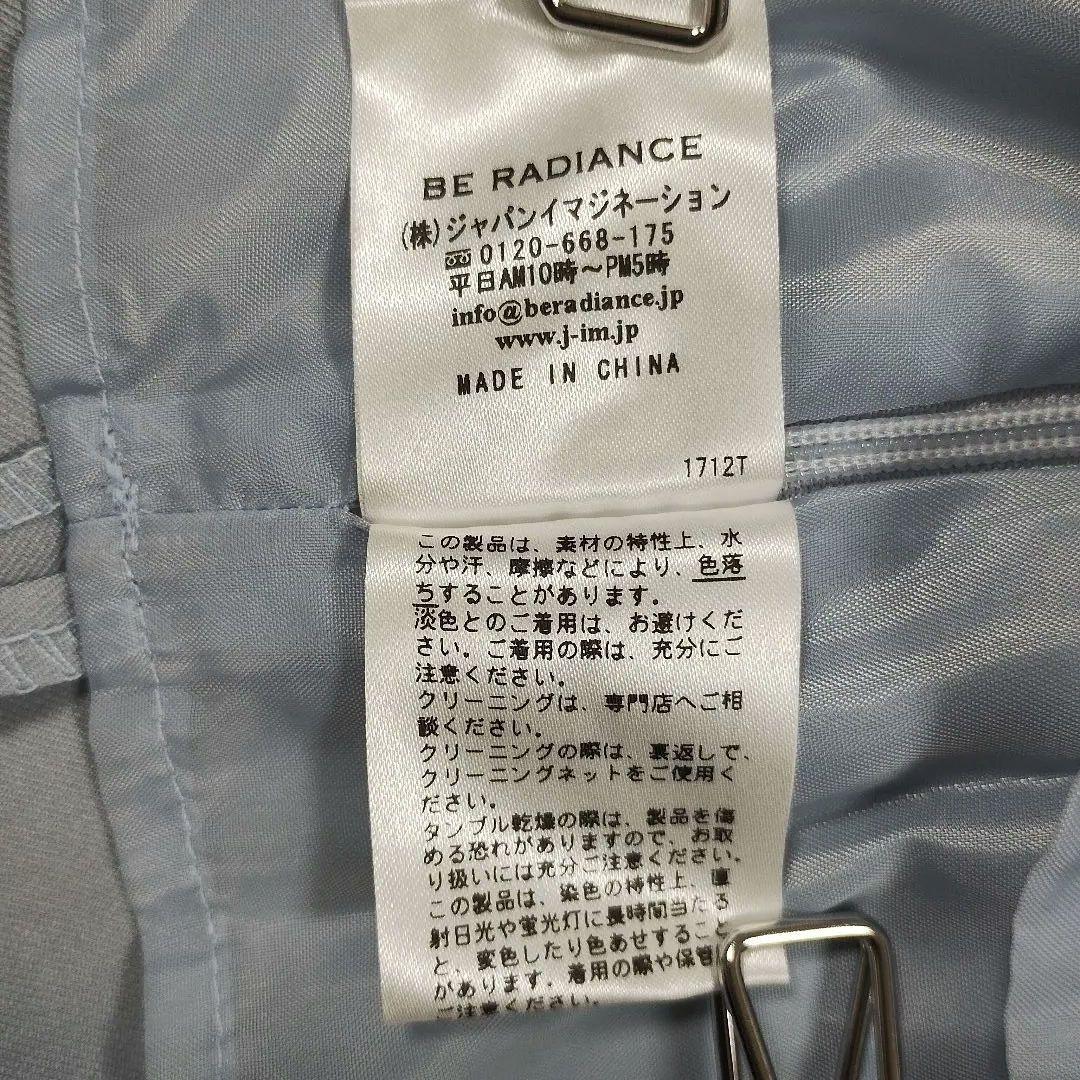 BE RADIANCE
(株)ジャパンイマジネーション
0120-668-175
平日AM10時〜PM5時
info@beradiance.jp
www.j-im.jp
MADE IN CHINA
1712T
この製品は、素材の特性上、水
分や汗、摩擦などにより、色落
ちすることがあります。
淡色とのご着用は、お避けくだ
さい。ご着用の際は、充分にご
注意ください。
クリーニングは、専門店へご相
談ください。
クリーニングの際は、裏返しで、
クリーニングネットをご使用く
ださい。
タンブル乾燥の際は、製品を傷
める恐れがありますので、お取
り扱いには充分ご注意ください。
この製品は、染色の特性上、直
射日光や蛍光灯に長時間当たる
と、変色したり色あせすること
があります。着用の際や保管
ご注意ください。